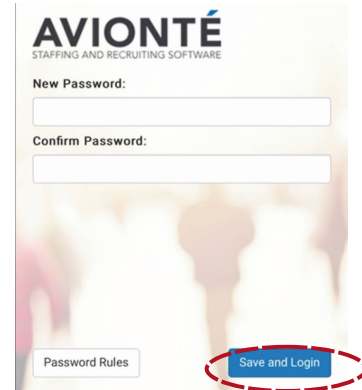 AVIONTÉ
STAFFING AND RECRUITING SOFTWARE
New Password:
Confirm Password:
Password Rules
Save and Login